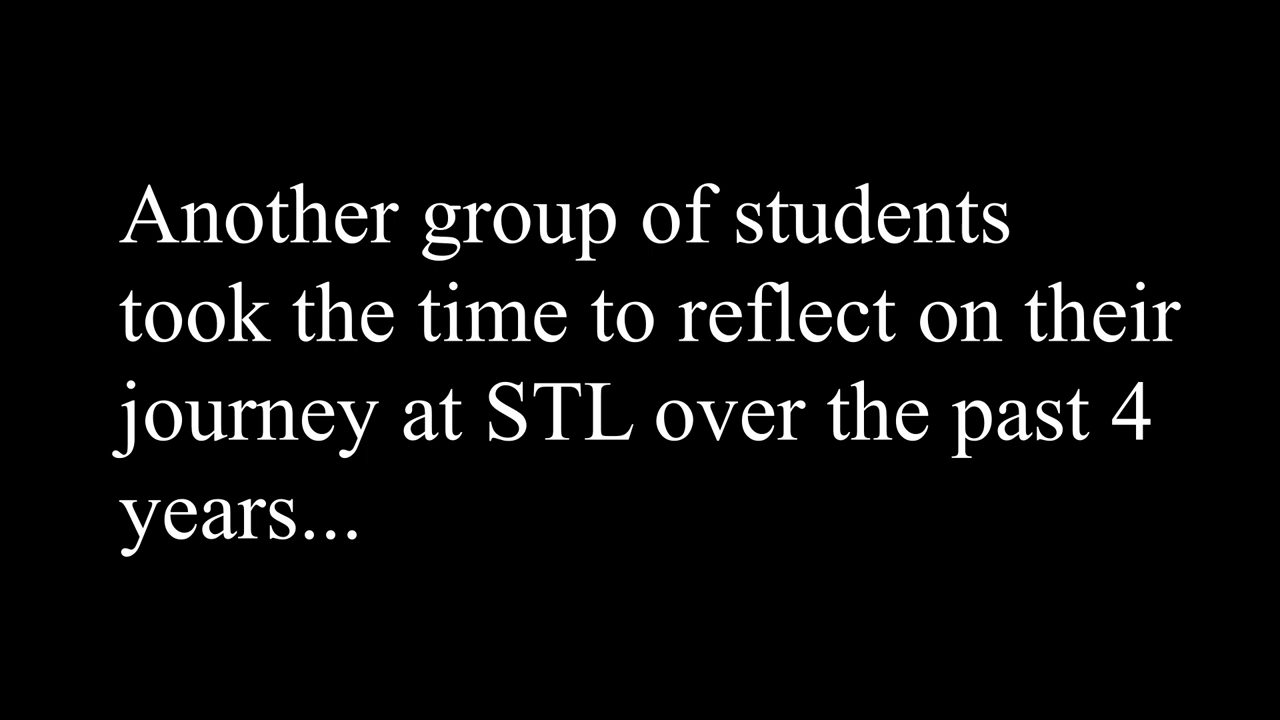 Another group of students
took the time to reflect on their
journey at STL over the past 4
years...